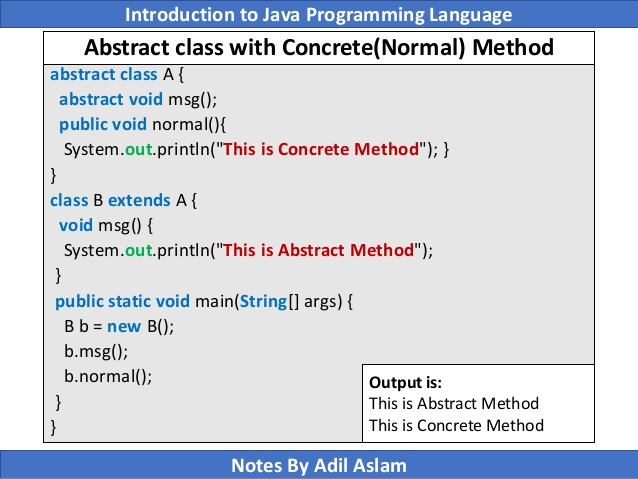 Introduction to Java Programming Language
Abstract class with Concrete(Normal) Method
abstract class A {
abstract void msg();
public void normal(){
System.out.println("This is Concrete Method"); }
}
class B extends A {
void msg() {
System.out.println("This is Abstract Method");
}
public static void main(String[] args) {
B b = new B();
b.msg();
b.normal();
}
}
Output is:
This is Abstract Method
This is Concrete Method
Notes By Adil Aslam